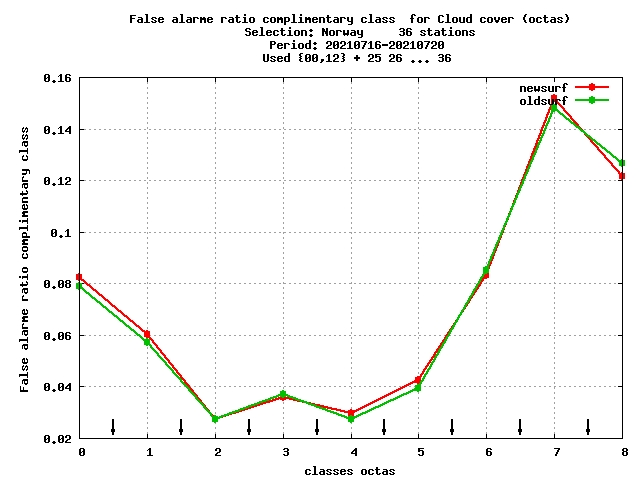 False alarme ratio complimentary class  for Cloud cover (octas)
Selection: Norway     36 stations
Period: 20210716-20210720
Used {00,12} + 25 26 ... 36
newsurf
oldsurf
False alarme ratio complimentary class
0.16
0.14
0.12
0.1
0.08
0.06
0.04
0.02
0 1 2 3 4 5 6 7 8
classes octas